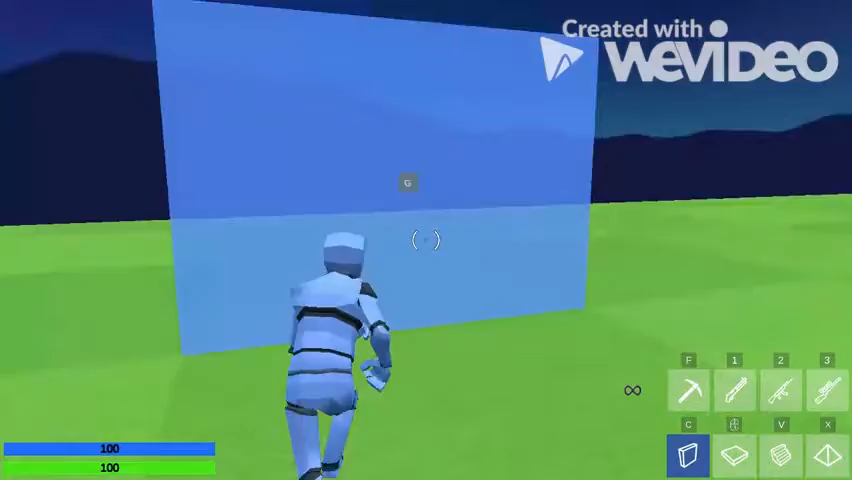 Created with
WEVIDEO
G
∞
F 1 2 3
C V X
100
100